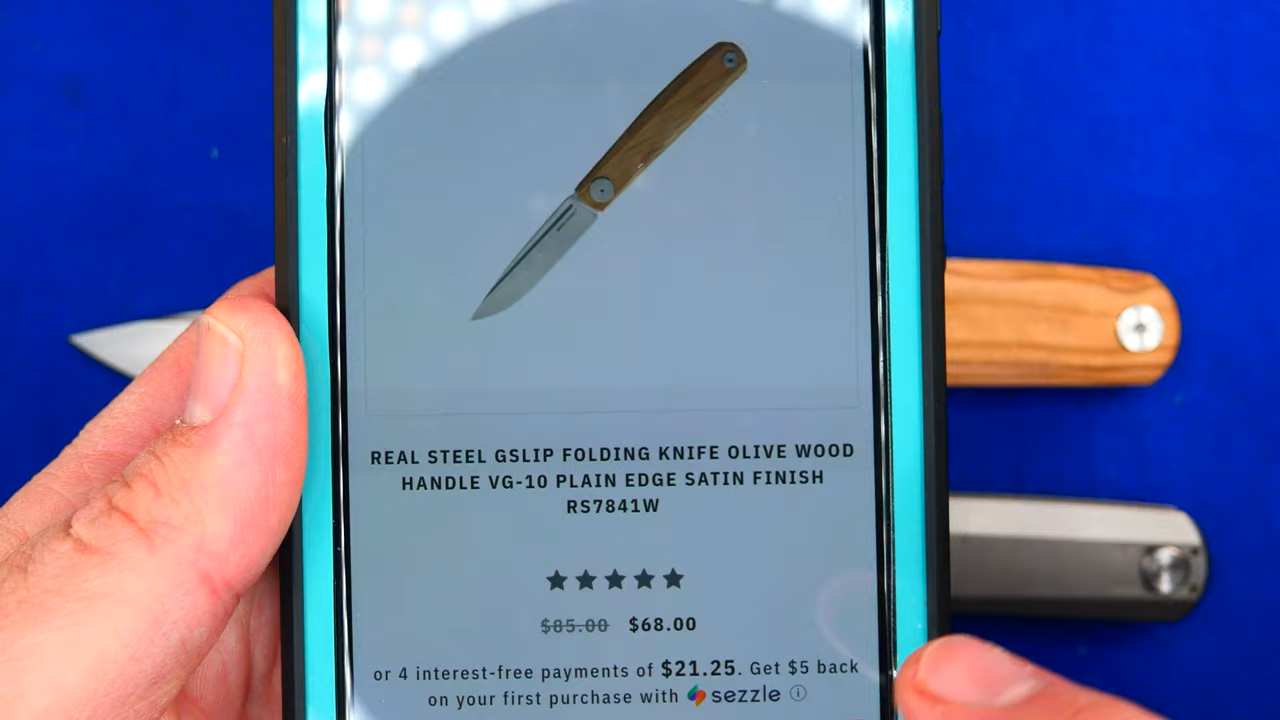 REAL STEEL GSLIP FOLDING KNIFE OLIVE WOOD
HANDLE VG-10 PLAIN EDGE SATIN FINISH
RS7841W
$85.00 $68.00
or 4 interest-free payments of $21.25. Get $5 back
on your first purchase with sezzle